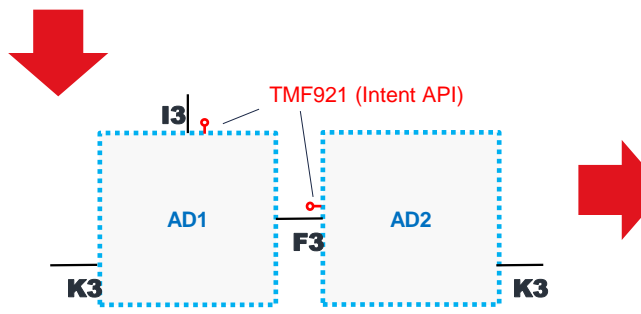 TMF921 (Intent API)
I3
AD1
AD2
F3
K3
K3